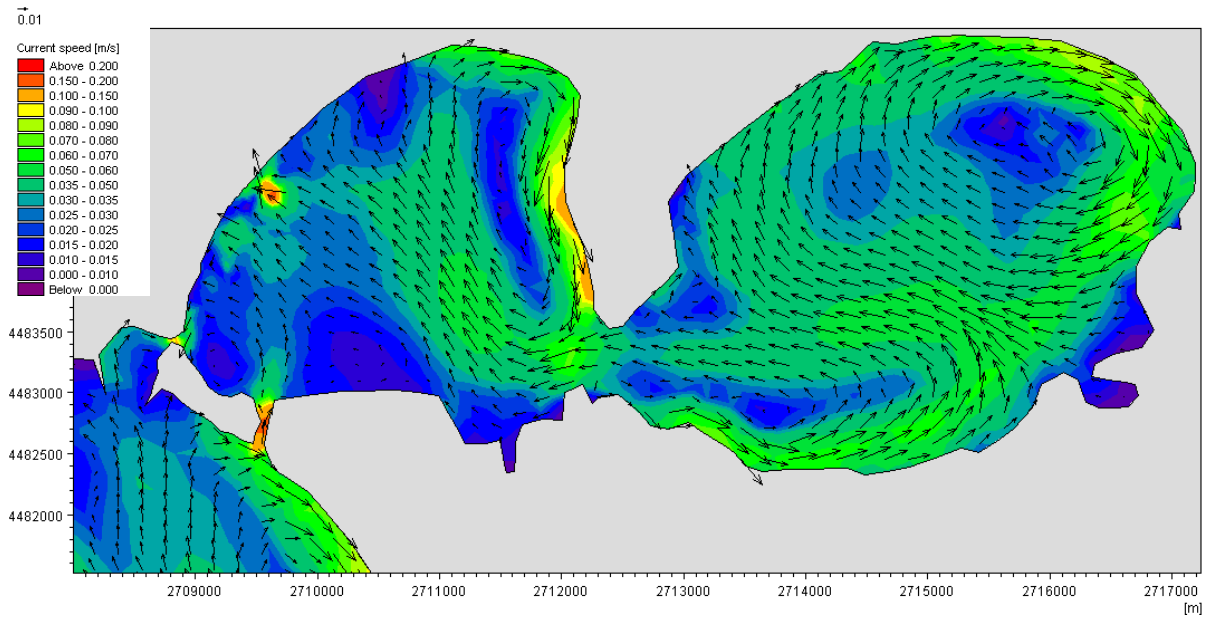 0.01
Current speed [m/s]
Above 0.200
0.150 - 0.200
0.100 - 0.150
0.090 - 0.100
0.080 - 0.090
0.070 - 0.080
0.060 - 0.070
0.050 - 0.060
0.035 - 0.050
0.030 - 0.035
0.025 - 0.030
0.020 - 0.025
0.015 - 0.020
0.010 - 0.015
0.000 - 0.010
Below 0.000
4483500
4483000
4482500
4482000
2709000 2710000 2711000 2712000 2713000 2714000 2715000 2716000 2717000
[m]